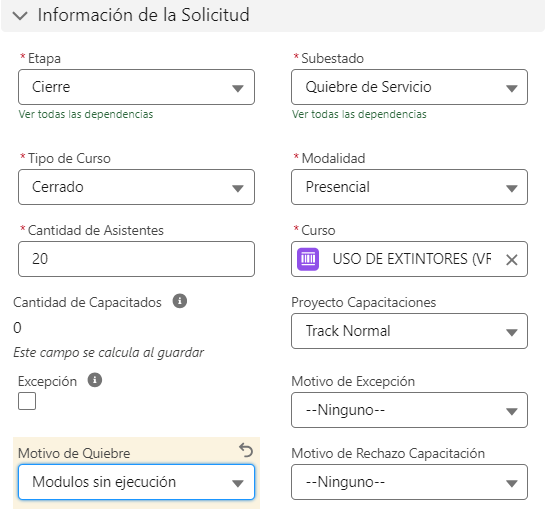 Información de la Solicitud
*Etapa
Cierre
Ver todas las dependencias
*Subestado
Quiebre de Servicio
Ver todas las dependencias
*Tipo de Curso
Cerrado
*Modalidad
Presencial
*Cantidad de Asistentes
20
*Curso
USO DE EXTINTORES (VF
Cantidad de Capacitados
0
Este campo se calcula al guardar
Proyecto Capacitaciones
Track Normal
Excepción
Motivo de Excepción
--Ninguno--
Motivo de Quiebre
Modulos sin ejecución
Motivo de Rechazo Capacitación
--Ninguno--